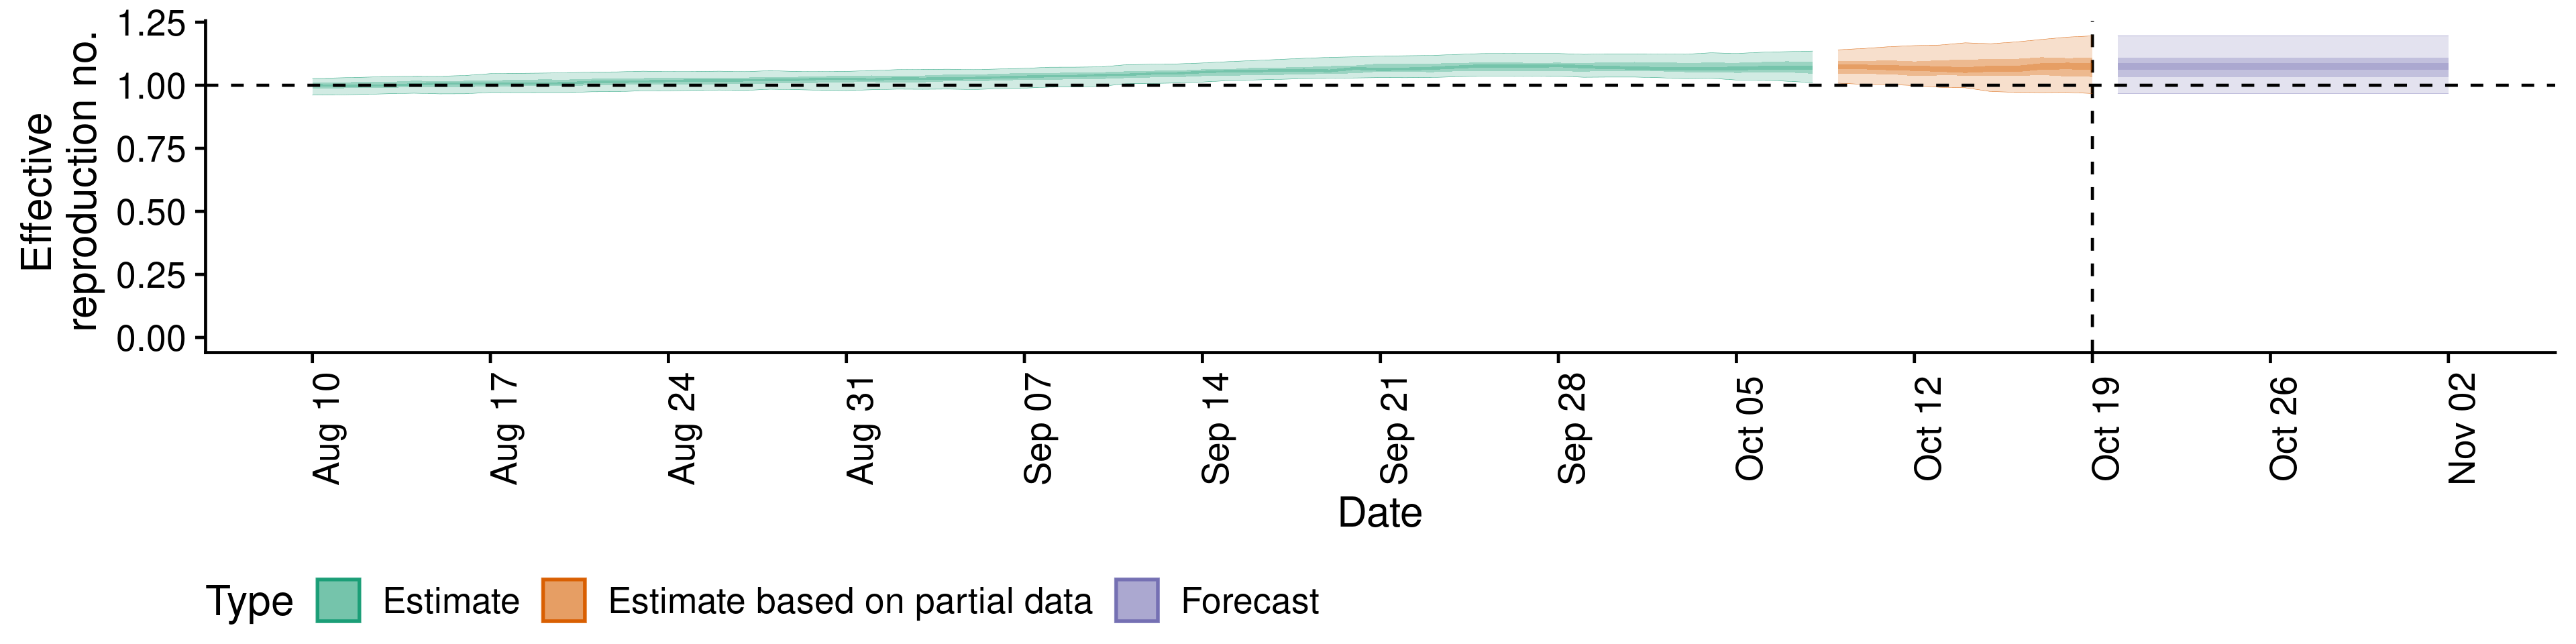 Effective
reproduction no.
1.25
1.00
0.75
0.50
0.25
0.00
Aug 10
Aug 17
Aug 24
Aug 31
Sep 07
Sep 14
Sep 21
Sep 28
Oct 05
Oct 12
Oct 19
Oct 26
Nov 02
Date
Type Estimate Estimate based on partial data Forecast